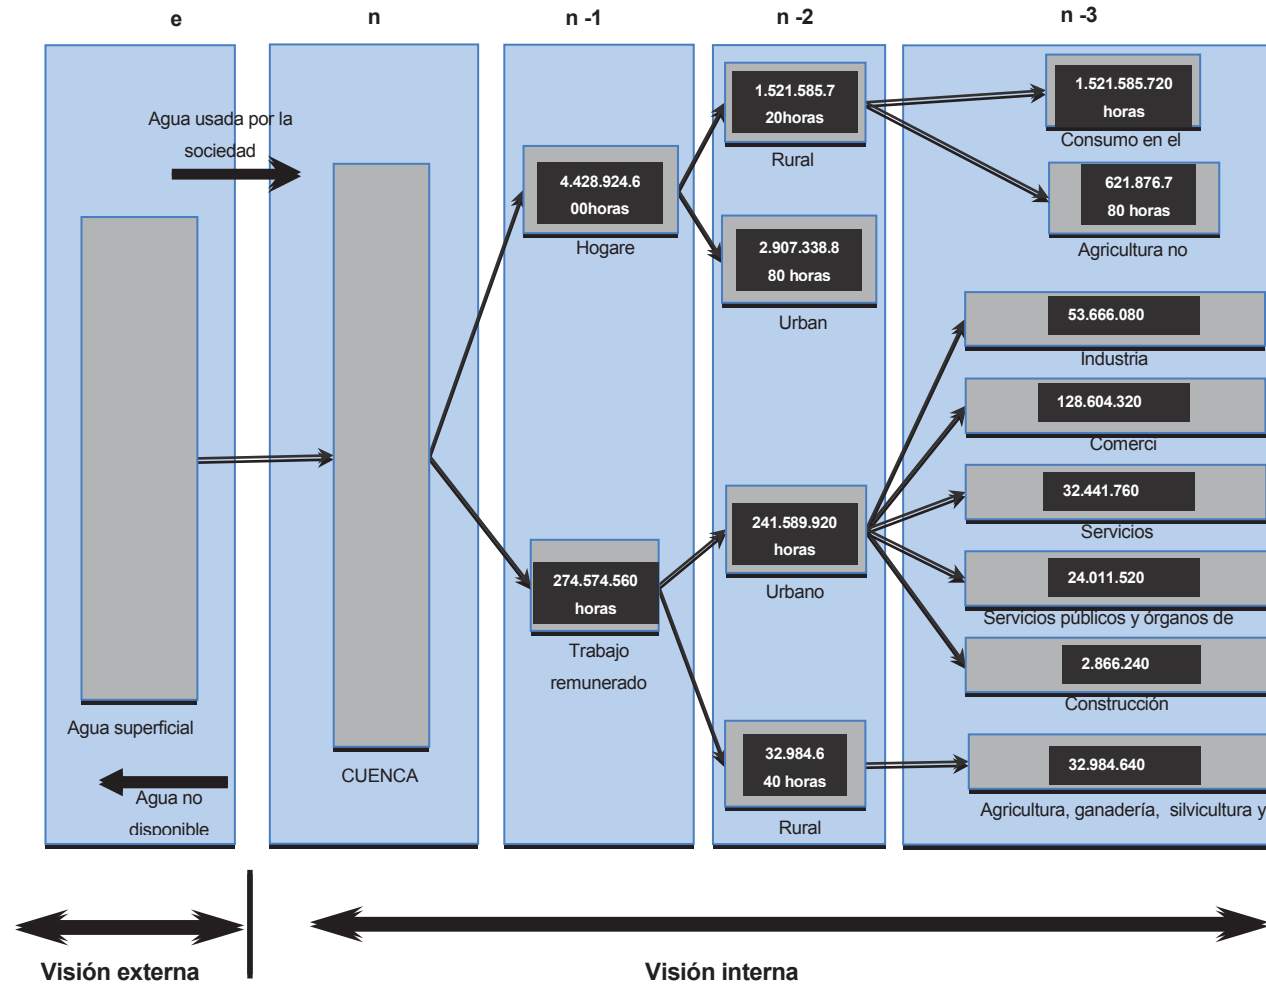 e
n
n -1
n -2
n -3
Agua usada por la
sociedad
Agua superficial
Agua no
disponible
CUENCA
4.428.924.6
00horas
Hogare
274.574.560
horas
Trabajo
remunerado
1.521.585.7
20horas
Rural
2.907.338.8
80 horas
Urban
241.589.920
horas
Urbano
32.984.6
40 horas
Rural
1.521.585.720
horas
Consumo en el
621.876.7
80 horas
Agricultura no
53.666.080
Industria
128.604.320
Comerci
32.441.760
Servicios
24.011.520
Servicios públicos y órganos de
2.866.240
Construcción
32.984.640
Agricultura, ganadería, silvicultura y
Visión externa
Visión interna